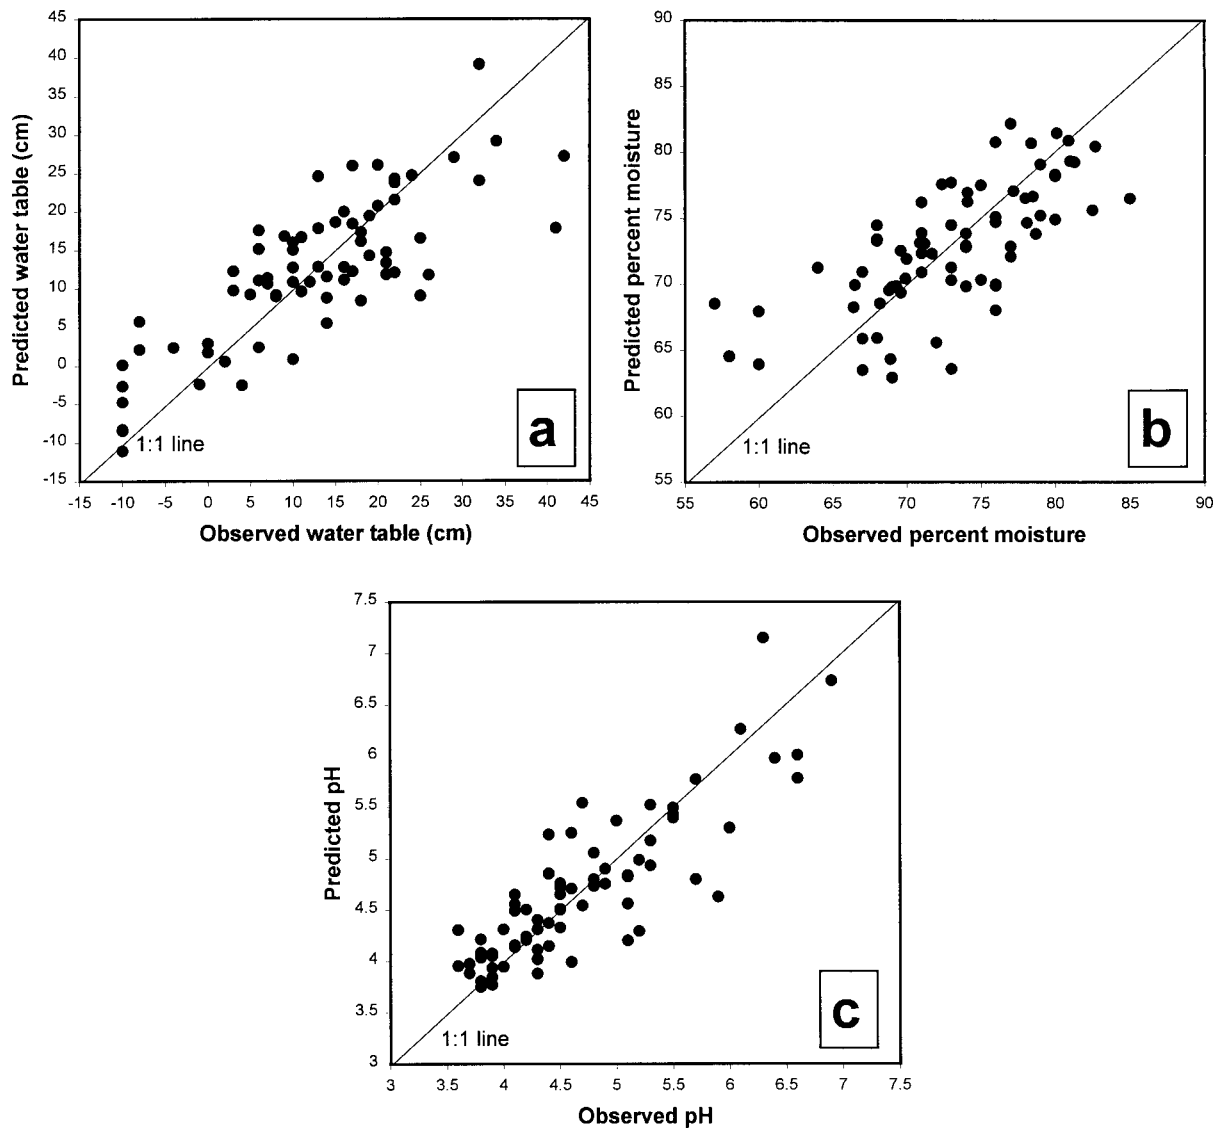 45
40
35
30
25
20
15
10
5
0
-5
-10
-15
Predicted water table (cm)
1:1 line
a
-15 -10 -5 0 5 10 15 20 25 30 35 40 45
Observed water table (cm)
90
85
80
75
70
65
60
55
Predicted percent moisture
1:1 line
b
55 60 65 70 75 80 85 90
Observed percent moisture
7.5
7
6.5
6
5.5
5
4.5
4
3.5
3
Predicted pH
1:1 line
c
3 3.5 4 4.5 5 5.5 6 6.5 7 7.5
Observed pH